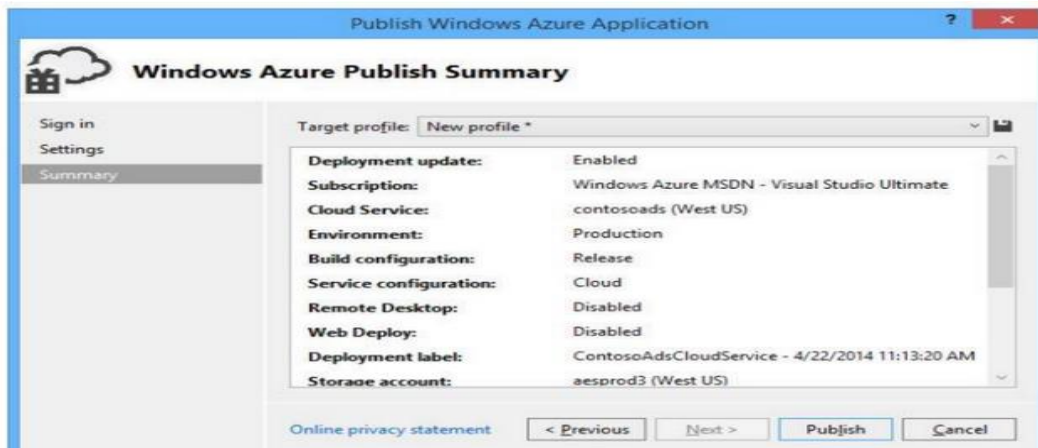 Publish Windows Azure Application
?
Windows Azure Publish Summary
Sign in
Settings
Summary
Target profile: New profile *
Deployment update: Enabled
Subscription: Windows Azure MSDN - Visual Studio Ultimate
Cloud Service: contosoads (West US)
Environment: Production
Build configuration: Release
Service configuration: Cloud
Remote Desktop: Disabled
Web Deploy: Disabled
Deployment label: ContosoAdsCloudService - 4/22/2014 11:13:20 AM
Storage account: aesprod3 (West US)
Online privacy statement < Previous Next > Publish Cancel